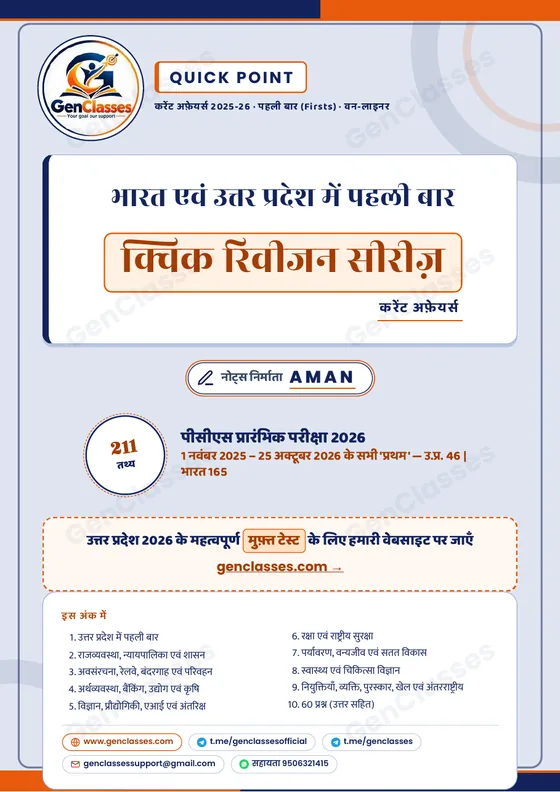 GenClasses
Your goal our support
QUICK POINT
करेंट अफ़ेयर्स 2025-26 · पहली बार (Firsts) · वन-लाइनर
भारत एवं उत्तर प्रदेश में पहली बार
क्विक रिवीजन सीरीज़
करेंट अफ़ेयर्स
नोट्स निर्माता AMAN
211
तथ्य
पीसीएस प्रारंभिक परीक्षा 2026
1 नवंबर 2025 – 25 अक्टूबर 2026 के सभी 'प्रथम' — उ.प्र. 46 |
भारत 165
उत्तर प्रदेश 2026 के महत्वपूर्ण मुफ़्त टेस्ट के लिए हमारी वेबसाइट पर जाएँ
genclasses.com →
इस अंक में
1. उत्तर प्रदेश में पहली बार
2. राजव्यवस्था, न्यायपालिका एवं शासन
3. अवसंरचना, रेलवे, बंदरगाह एवं परिवहन
4. अर्थव्यवस्था, बैंकिंग, उद्योग एवं कृषि
5. विज्ञान, प्रौद्योगिकी, एआई एवं अंतरिक्ष
6. रक्षा एवं राष्ट्रीय सुरक्षा
7. पर्यावरण, वन्यजीव एवं सतत विकास
8. स्वास्थ्य एवं चिकित्सा विज्ञान
9. नियुक्तियाँ, व्यक्ति, पुरस्कार, खेल एवं अंतरराष्ट्रीय
10. 60 प्रश्न (उत्तर सहित)
www.genclasses.com
t.me/genclassesofficial
t.me/genclasses
genclassessupport@gmail.com
सहायता 9506321415